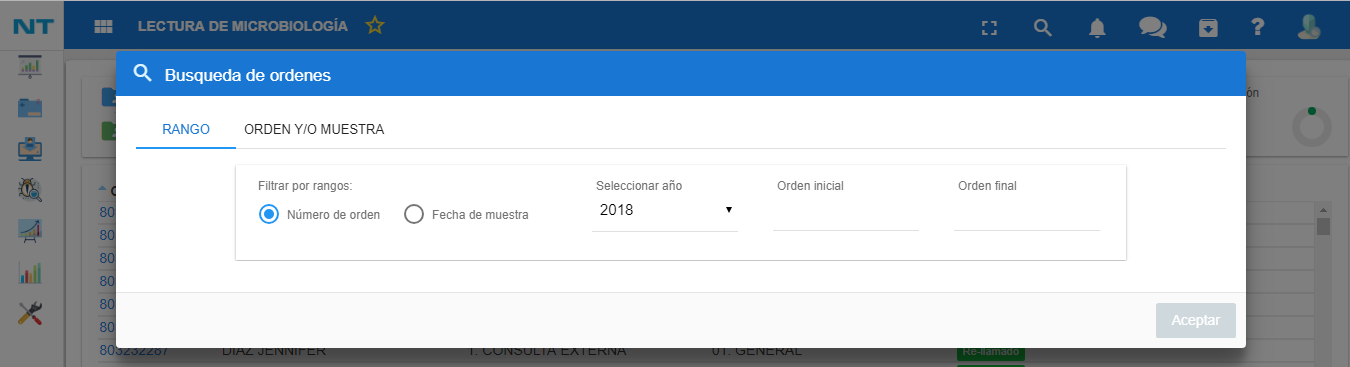 NT LECTURA DE MICROBIOLOGÍA ?
Busqueda de ordenes
ón
RANGO ORDEN Y/O MUESTRA
Filtrar por rangos: Seleccionar año Orden inicial Orden final
Número de orden Fecha de muestra 2018
80
80
80
80
80
80
Aceptar
803232287 DIAZ JENNIFER 1. CONSULTA EXTERNA 01. GENERAL Re-llamado